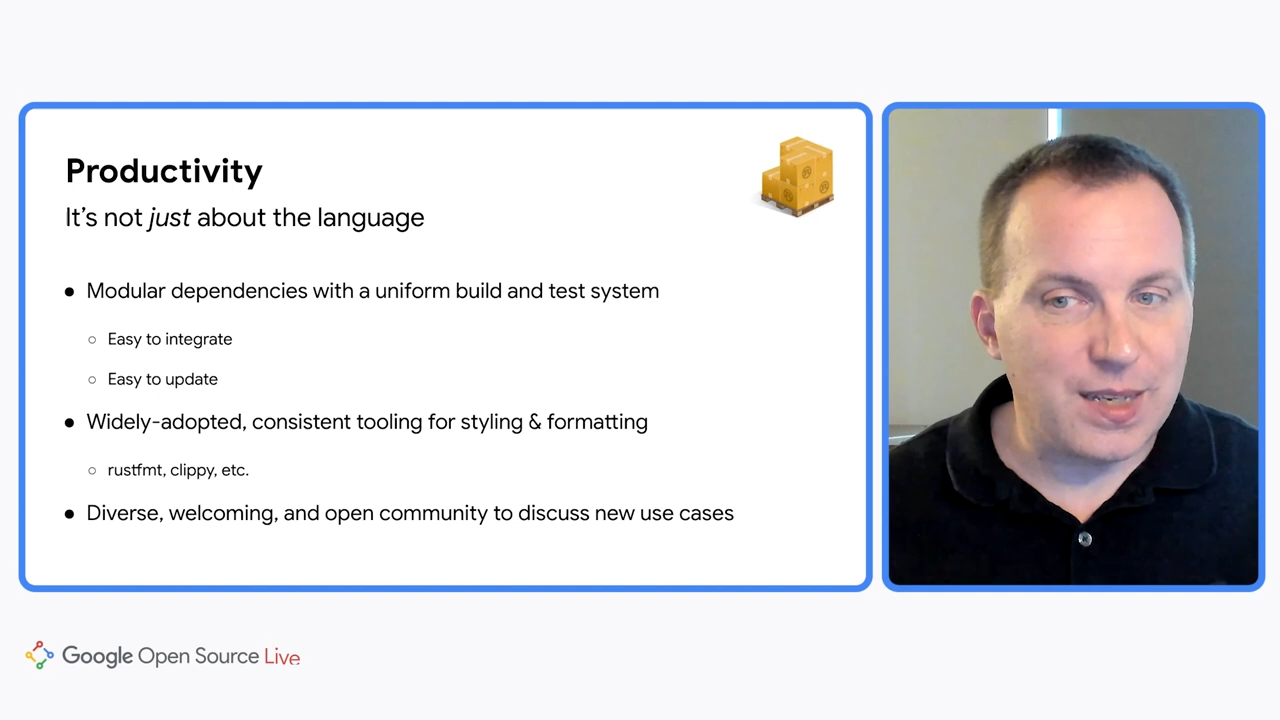 Productivity
It's not just about the language
● Modular dependencies with a uniform build and test system
○ Easy to integrate
○ Easy to update
● Widely-adopted, consistent tooling for styling & formatting
○ rustfmt, clippy, etc.
● Diverse, welcoming, and open community to discuss new use cases
Google Open Source Live